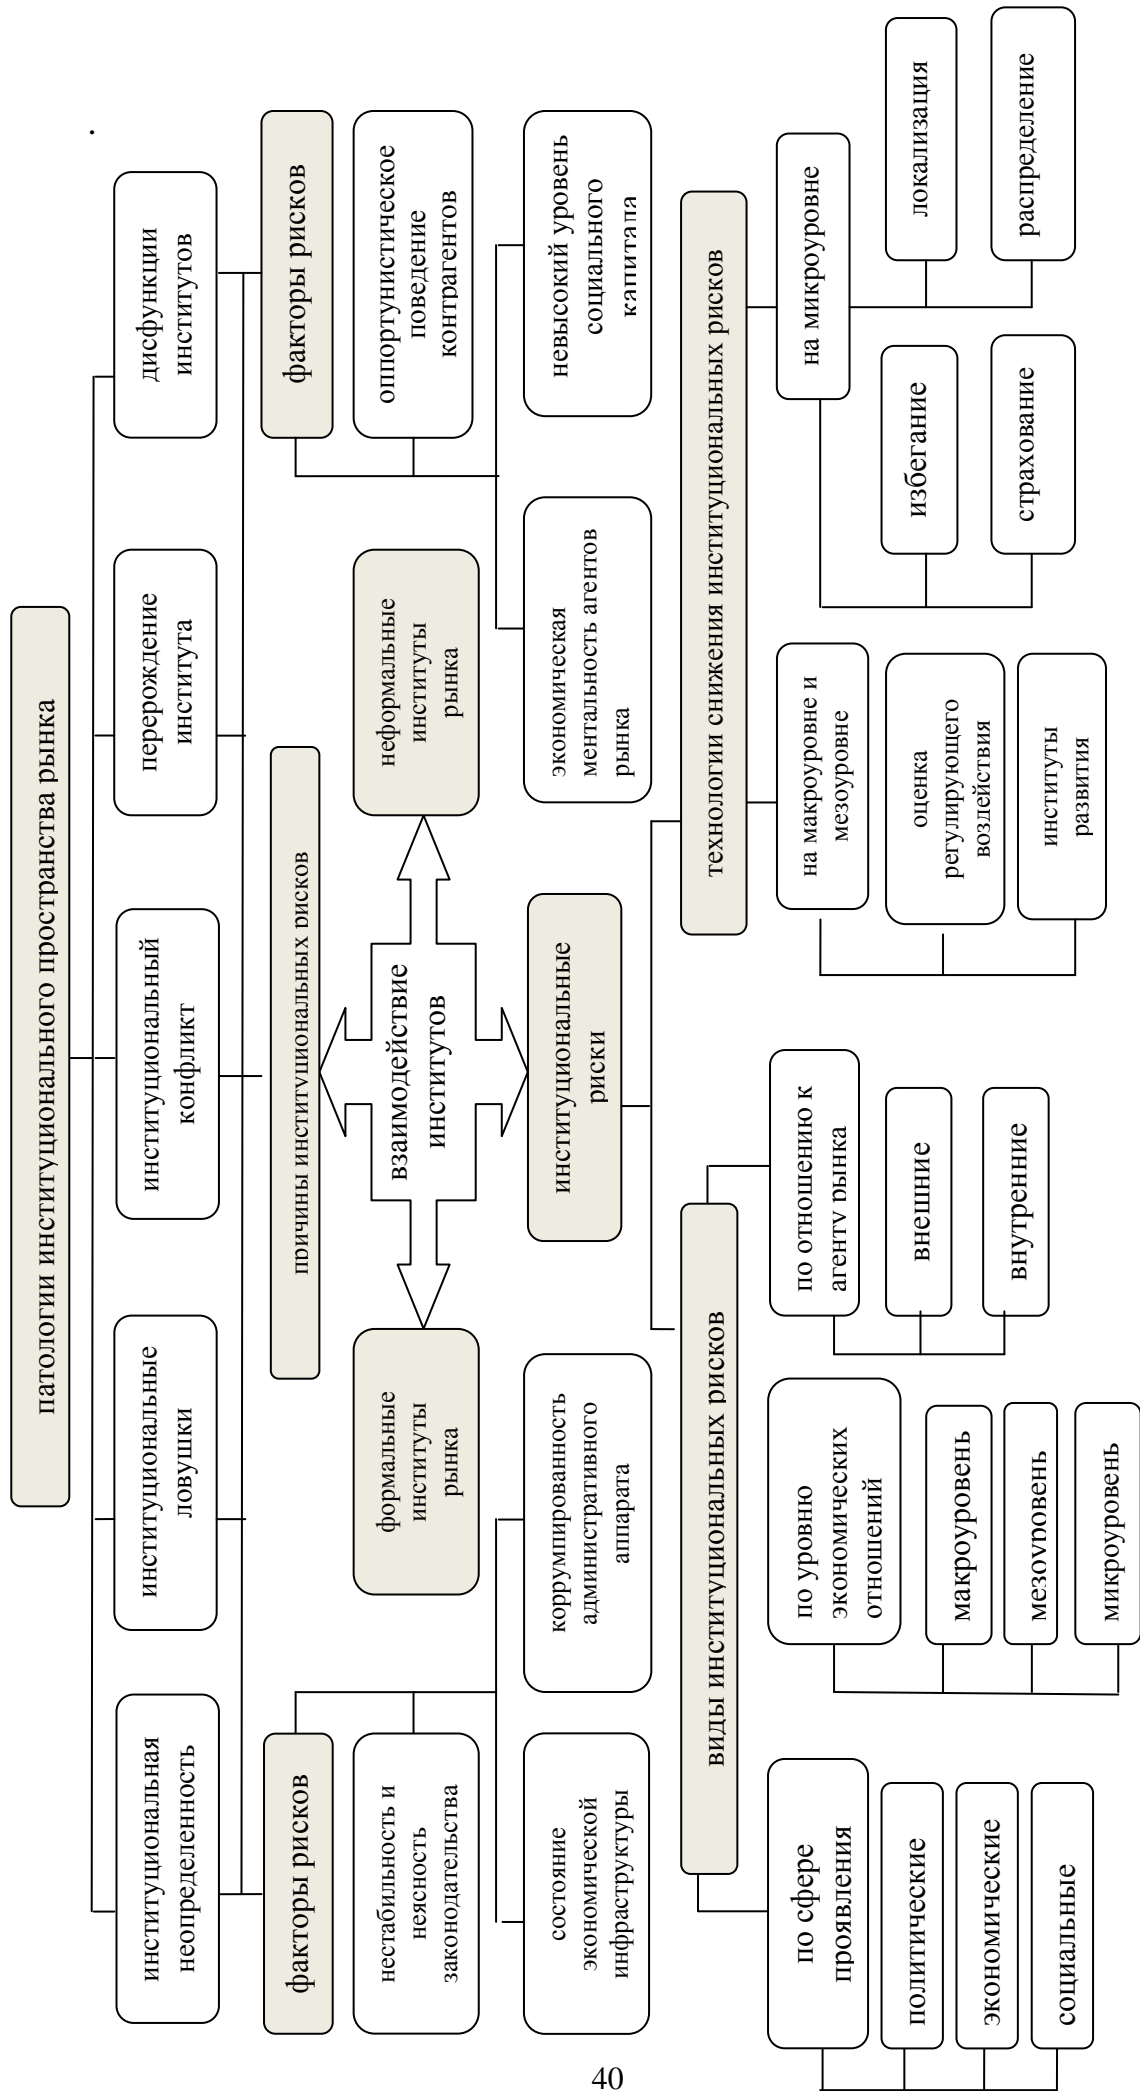 патологии институционального пространства рынка
институциональная
неопределенность
институциональные
ловушки
институциональный
конфликт
перерождение
института
дисфункции
институтов
.
факторы рисков
причины институциональных рисков
факторы рисков
нестабильность и
неясность
законодательства
формальные
институты
рынка
взаимодействие
институтов
неформальные
институты
рынка
оппортунистическое
поведение
контрагентов
состояние
экономической
инфраструктуры
коррумпированность
административного
аппарата
институциональные
риски
экономическая
ментальность агентов
рынка
невысокий уровень
социального
капитала
виды институциональных рисков
технологии снижения институциональных рисков
по сфере
проявления
политические
экономические
социальные
по уровню
экономических
отношений
макроуровень
мезоуровень
микроуровень
по отношению к
агенту рынка
внешние
внутренние
на макроуровне и
мезоуровне
оценка
регулирующего
воздействия
институты
развития
на микроуровне
избегание
страхование
локализация
распределение
40